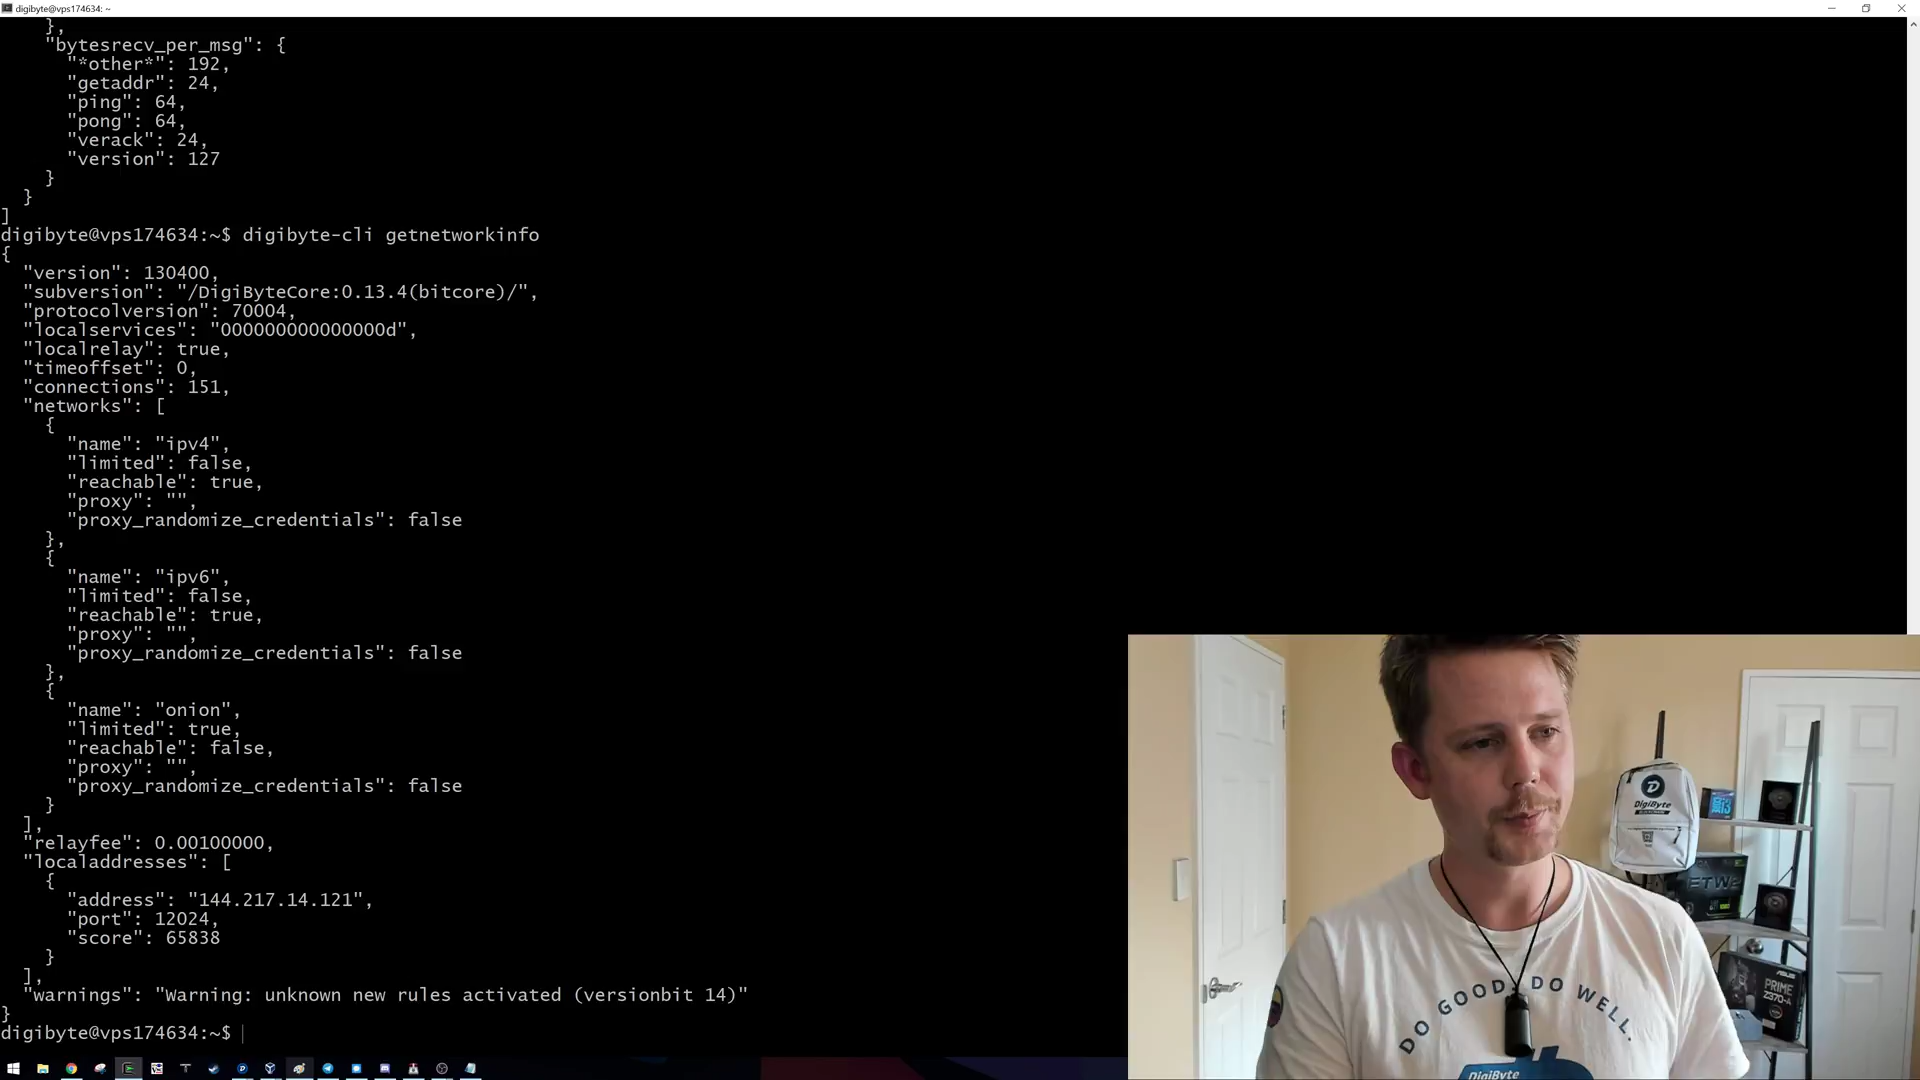 digibyte@vps174634: ~
},
"bytesrecv_per_msg": {
"*other*": 192,
"getaddr": 24,
"ping": 64,
"pong": 64,
"verack": 24,
"version": 127
}
}
]
digibyte@vps174634:~$ digibyte-cli getnetworkinfo
{
"version": 130400,
"subversion": "/DigiByteCore:0.13.4(bitcore)/",
"protocolversion": 70004,
"localservices": "000000000000000d",
"localrelay": true,
"timeoffset": 0,
"connections": 151,
"networks": [
{
"name": "ipv4",
"limited": false,
"reachable": true,
"proxy": "",
"proxy_randomize_credentials": false
},
{
"name": "ipv6",
"limited": false,
"reachable": true,
"proxy": "",
"proxy_randomize_credentials": false
},
{
"name": "onion",
"limited": true,
"reachable": false,
"proxy": "",
"proxy_randomize_credentials": false
}
],
"relayfee": 0.00100000,
"localaddresses": [
{
"address": "144.217.14.121",
"port": 12024,
"score": 65838
}
],
"warnings": "Warning: unknown new rules activated (versionbit 14)"
}
digibyte@vps174634:~$
DigiByte
i3
ASUS
PRIME
Z370-A
DO GOOD. DO WELL.
DigiByte